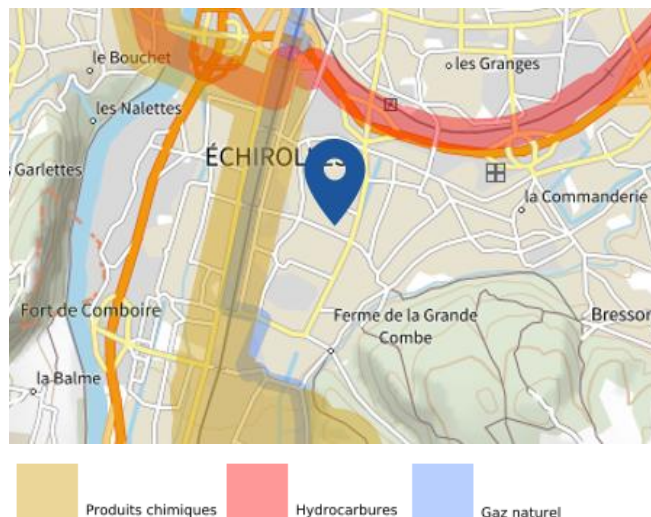 le Bouchet
les Granges
les Nalettes
ÉCHIROLLES
Garlettes
la Commanderie
Fort de Comboire
Ferme de la Grande
Combe
Bresson
la Balme
Produits chimiques
Hydrocarbures
Gaz naturel